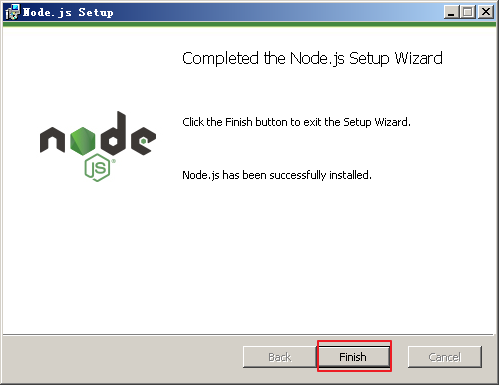 Node.js Setup
Completed the Node.js Setup Wizard
Click the Finish button to exit the Setup Wizard.
node
JS
Node.js has been successfully installed.
Back Finish Cancel